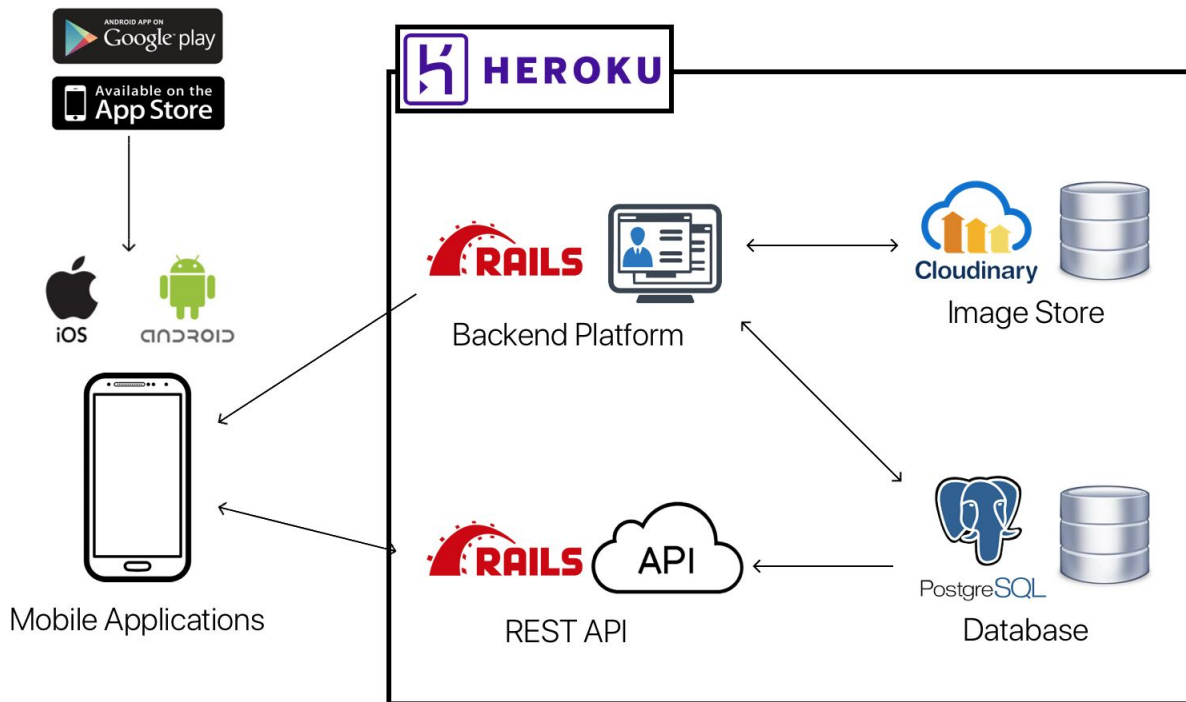 ANDROID APP ON
Google play
Available on the
App Store
HEROKU
iOS
ANDROID
RAILS
Backend Platform
Cloudinary
Image Store
Mobile Applications
RAILS
API
REST API
PostgreSQL
Database